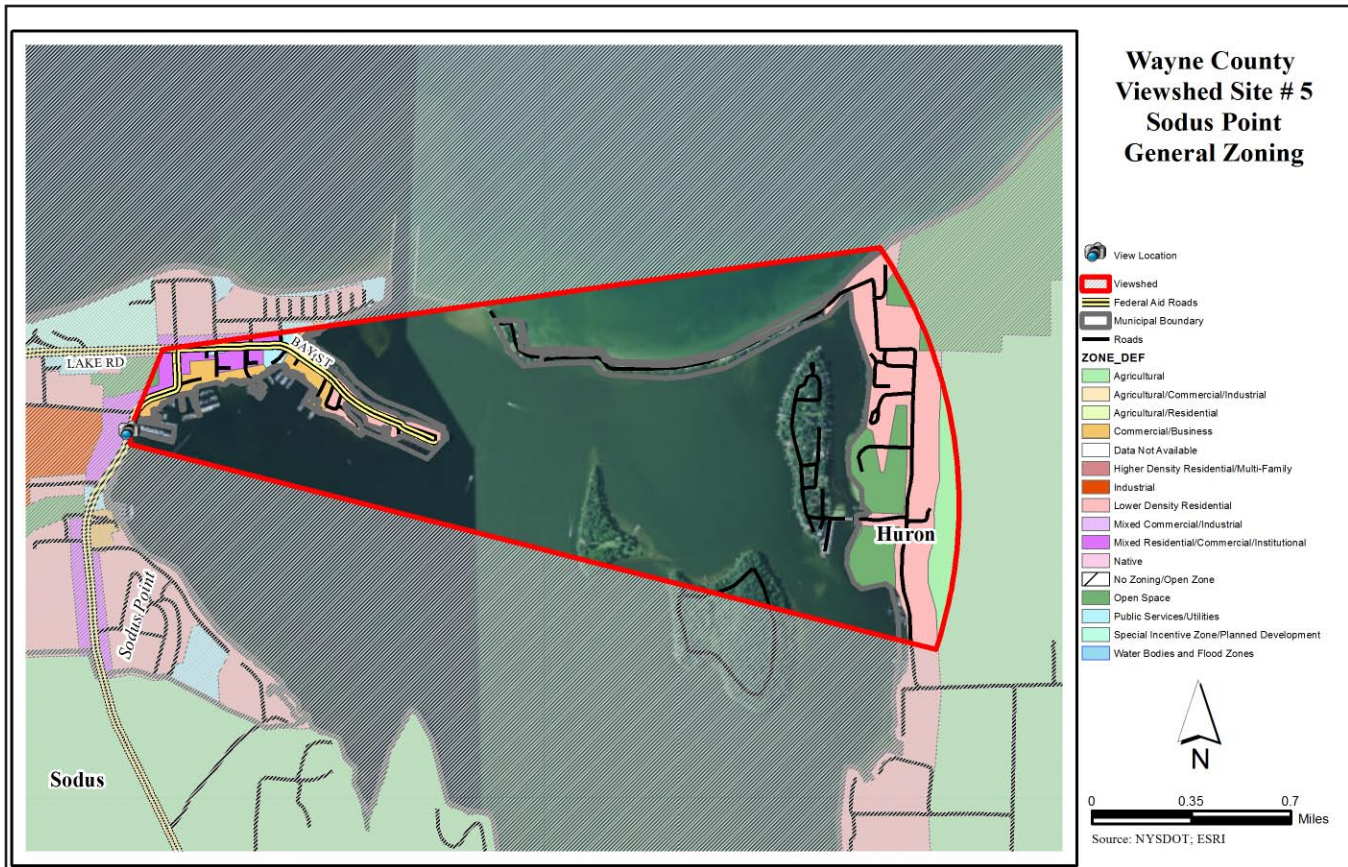 Wayne County
Viewshed Site # 5
Sodus Point
General Zoning
View Location
Viewshed
Federal Aid Roads
Municipal Boundary
Roads
ZONE_DEF
Agricultural
Agricultural/Commercial/Industrial
Agricultural/Residential
Commercial/Business
Data Not Available
Higher Density Residential/Multi-Family
Industrial
Lower Density Residential
Mixed Commercial/Industrial
Mixed Residential/Commercial/Institutional
Native
No Zoning/Open Zone
Open Space
Public Services/Utilities
Special Incentive Zone/Planned Development
Water Bodies and Flood Zones
N
0 0.35 0.7
Miles
Source: NYSDOT; ESRI
LAKE RD
BAY ST
Huron
Sodus Point
Sodus